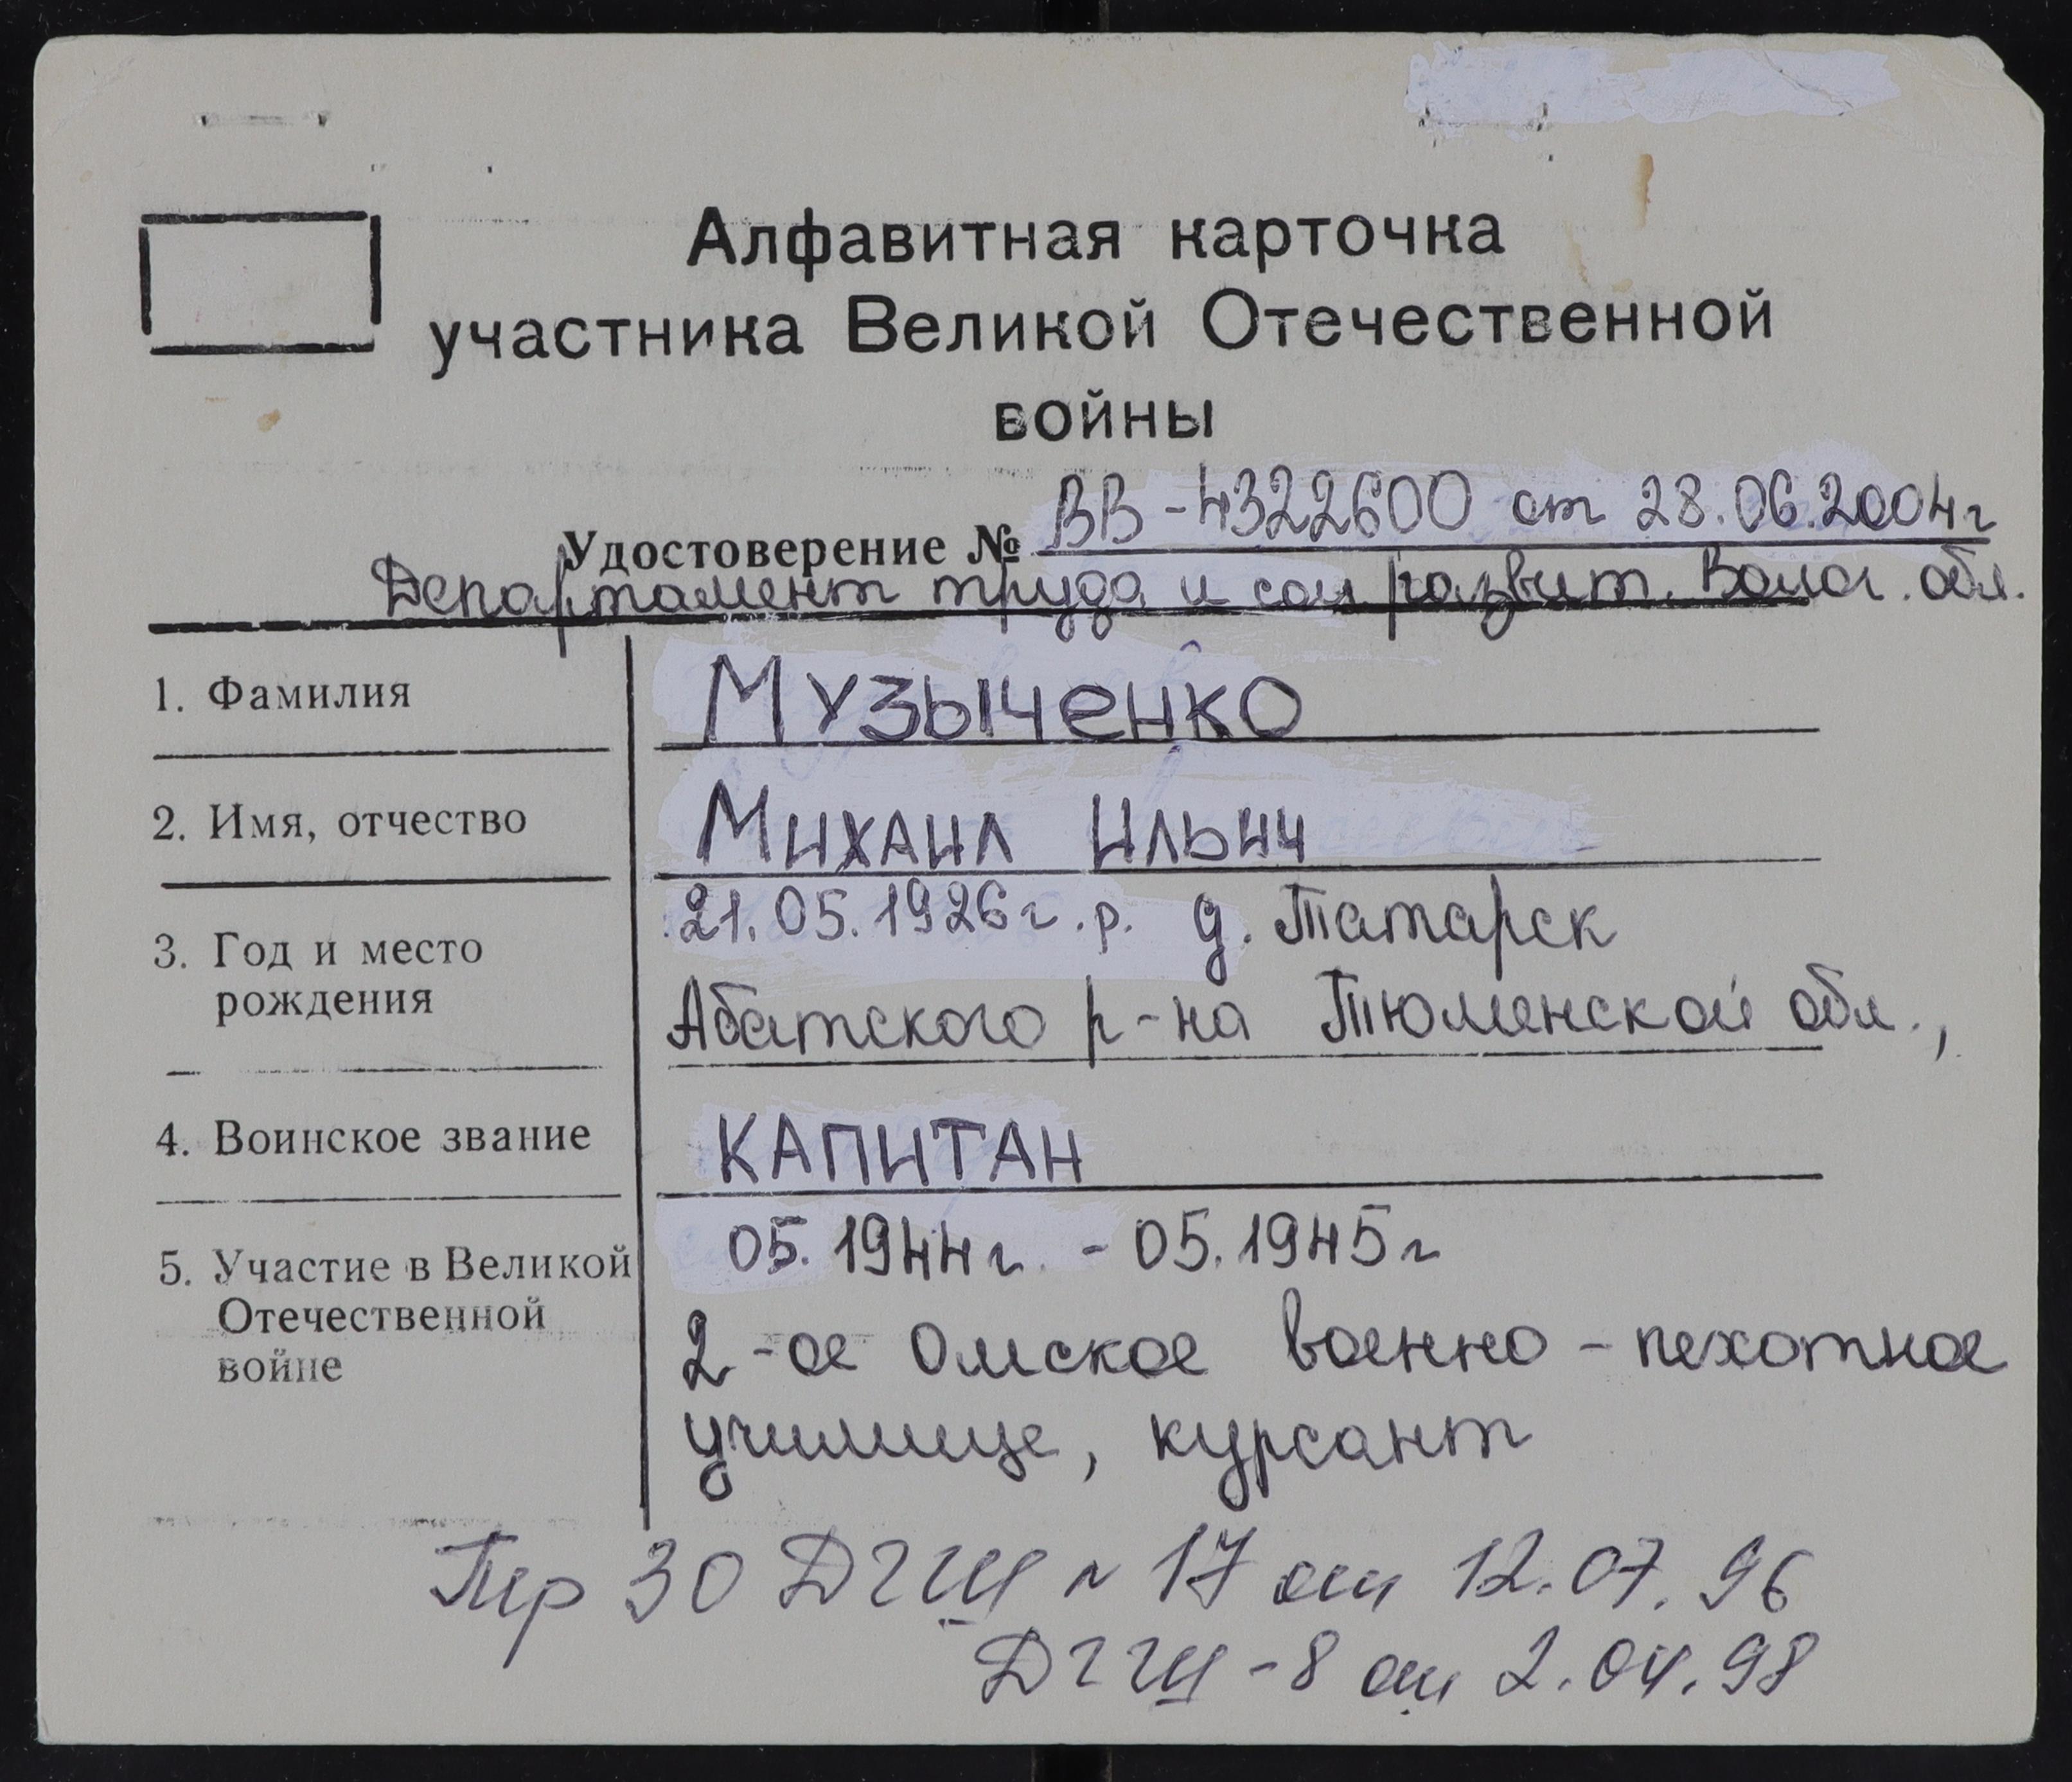 Алфавитная карточка
участника Великой Отечественной
войны
Удостоверение № ВВ-4322600 от 28.06.2004г
Департамент труда и соц развит. Волог. обл.
1. Фамилия
Музыченко
2. Имя, отчество
Михаил Ильич
3. Год и место
рождения
21.05.1926г.р. д. Татарск
Абатского р-на Тюменской обл.,
4. Воинское звание
КАПИТАН
5. Участие в Великой
Отечественной
войне
05.1944г. - 05.1945г
2-ое Омское военно-пехотное
училище, курсант
Пер 30 ДГГШ № 17 от 12.07.96
ДГГШ-8 от 2.04.98